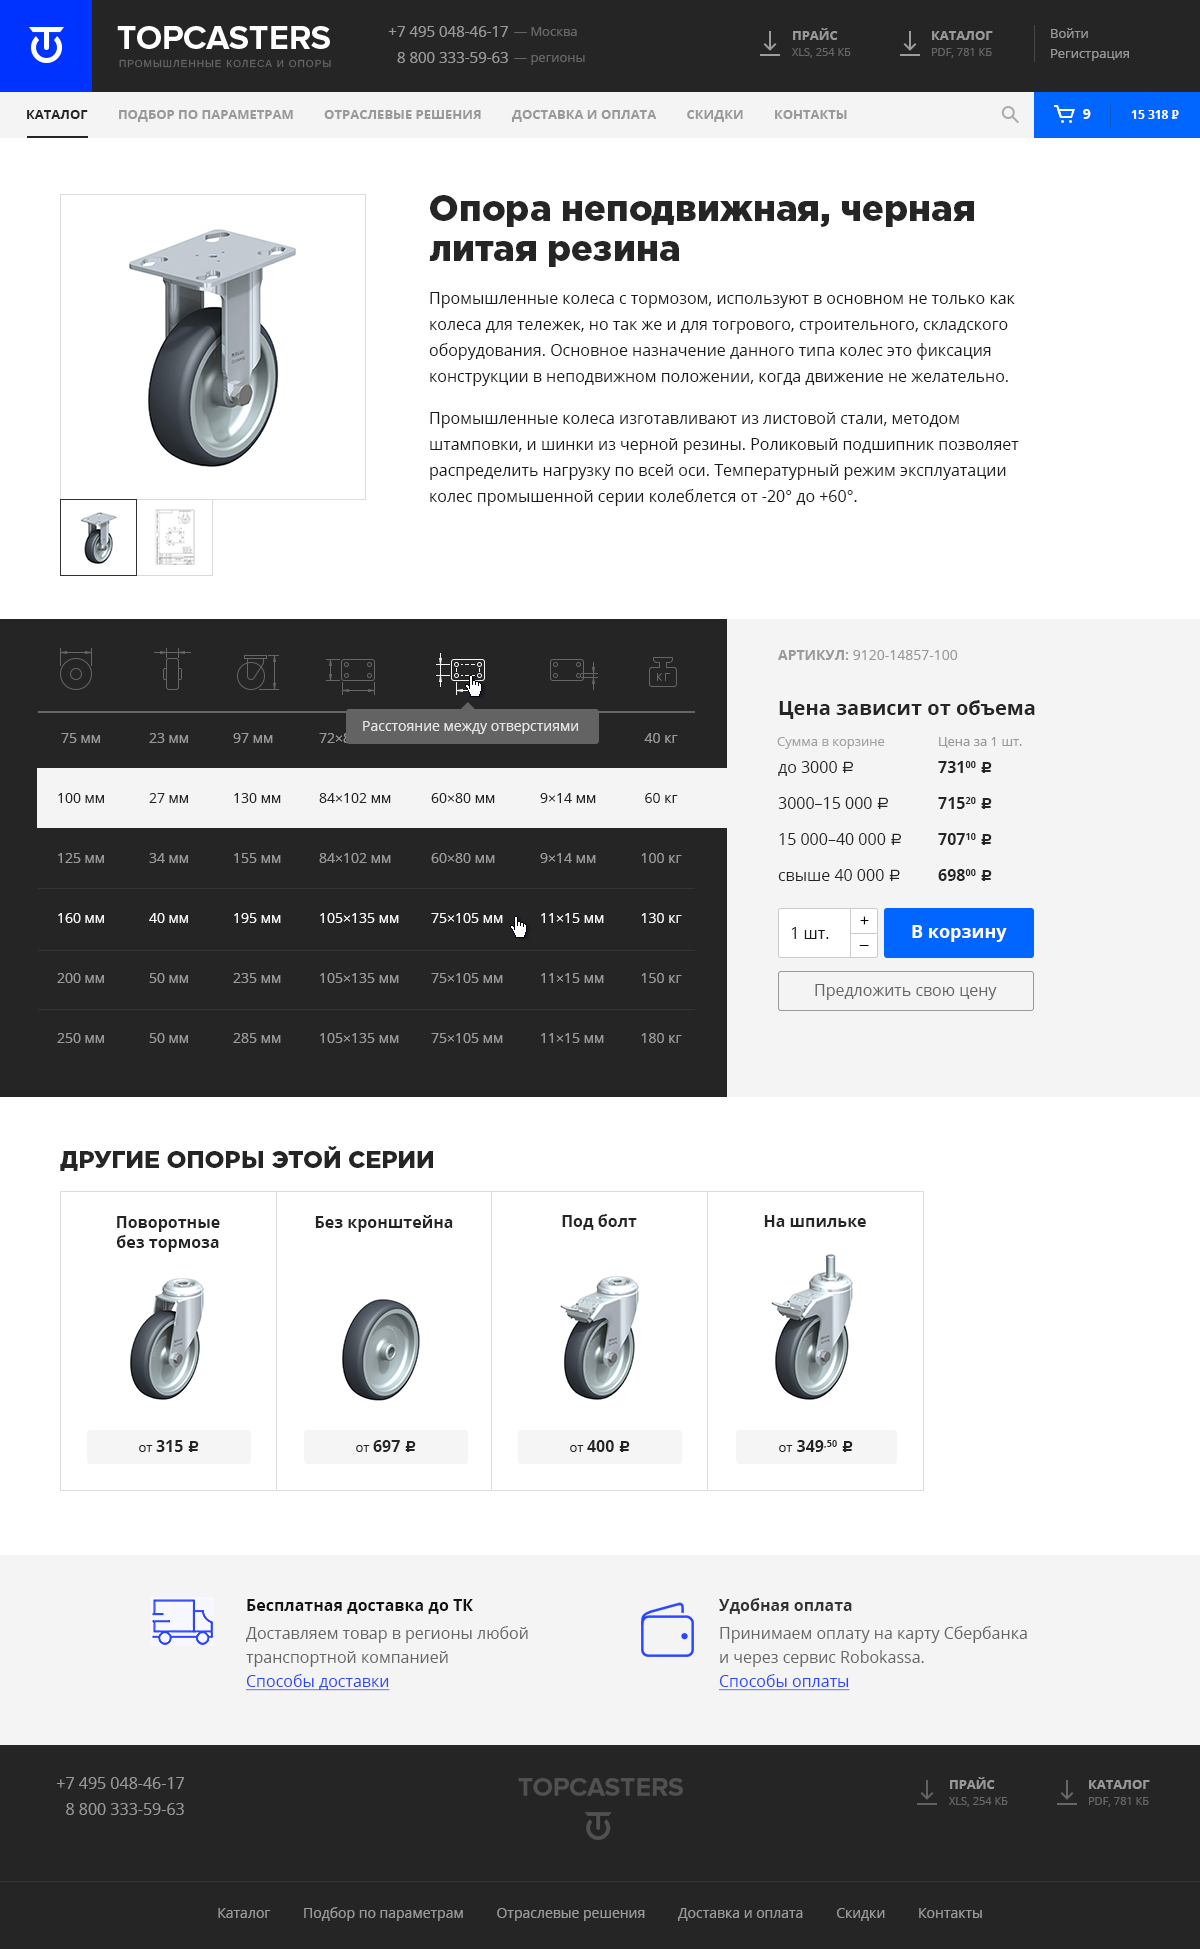 TOPCASTERS
ПРОМЫШЛЕННЫЕ КОЛЕСА И ОПОРЫ
+7 495 048-46-17 — Москва
8 800 333-59-63 — регионы
ПРАЙС
XLS, 254 КБ
КАТАЛОГ
PDF, 781 КБ
Войти
Регистрация
КАТАЛОГ ПОДБОР ПО ПАРАМЕТРАМ ОТРАСЛЕВЫЕ РЕШЕНИЯ ДОСТАВКА И ОПЛАТА СКИДКИ КОНТАКТЫ 9 15 318 ₽
Опора неподвижная, черная
литая резина
Промышленные колеса с тормозом, используют в основном не только как
колеса для тележек, но так же и для тогрового, строительного, складского
оборудования. Основное назначение данного типа колес это фиксация
конструкции в неподвижном положении, когда движение не желательно.
Промышленные колеса изготавливают из листовой стали, методом
штамповки, и шинки из черной резины. Роликовый подшипник позволяет
распределить нагрузку по всей оси. Температурный режим эксплуатации
колес промышенной серии колеблется от -20° до +60°.
КГ
Расстояние между отверстиями
75 мм 23 мм 97 мм 72×8 40 кг
100 мм 27 мм 130 мм 84×102 мм 60×80 мм 9×14 мм 60 кг
125 мм 34 мм 155 мм 84×102 мм 60×80 мм 9×14 мм 100 кг
160 мм 40 мм 195 мм 105×135 мм 75×105 мм 11×15 мм 130 кг
200 мм 50 мм 235 мм 105×135 мм 75×105 мм 11×15 мм 150 кг
250 мм 50 мм 285 мм 105×135 мм 75×105 мм 11×15 мм 180 кг
АРТИКУЛ: 9120-14857-100
Цена зависит от объема
Сумма в корзине Цена за 1 шт.
до 3000 ₽ 731⁰⁰ ₽
3000–15 000 ₽ 715²⁰ ₽
15 000–40 000 ₽ 707¹⁰ ₽
свыше 40 000 ₽ 698⁰⁰ ₽
1 шт. + – В корзину
Предложить свою цену
ДРУГИЕ ОПОРЫ ЭТОЙ СЕРИИ
Поворотные
без тормоза
Без кронштейна
Под болт
На шпильке
от 315 ₽
от 697 ₽
от 400 ₽
от 349.⁵⁰ ₽
Бесплатная доставка до ТК
Доставляем товар в регионы любой
транспортной компанией
Способы доставки
Удобная оплата
Принимаем оплату на карту Сбербанка
и через сервис Robokassa.
Способы оплаты
+7 495 048-46-17
8 800 333-59-63
TOPCASTERS
ПРАЙС
XLS, 254 КБ
КАТАЛОГ
PDF, 781 КБ
Каталог Подбор по параметрам Отраслевые решения Доставка и оплата Скидки Контакты